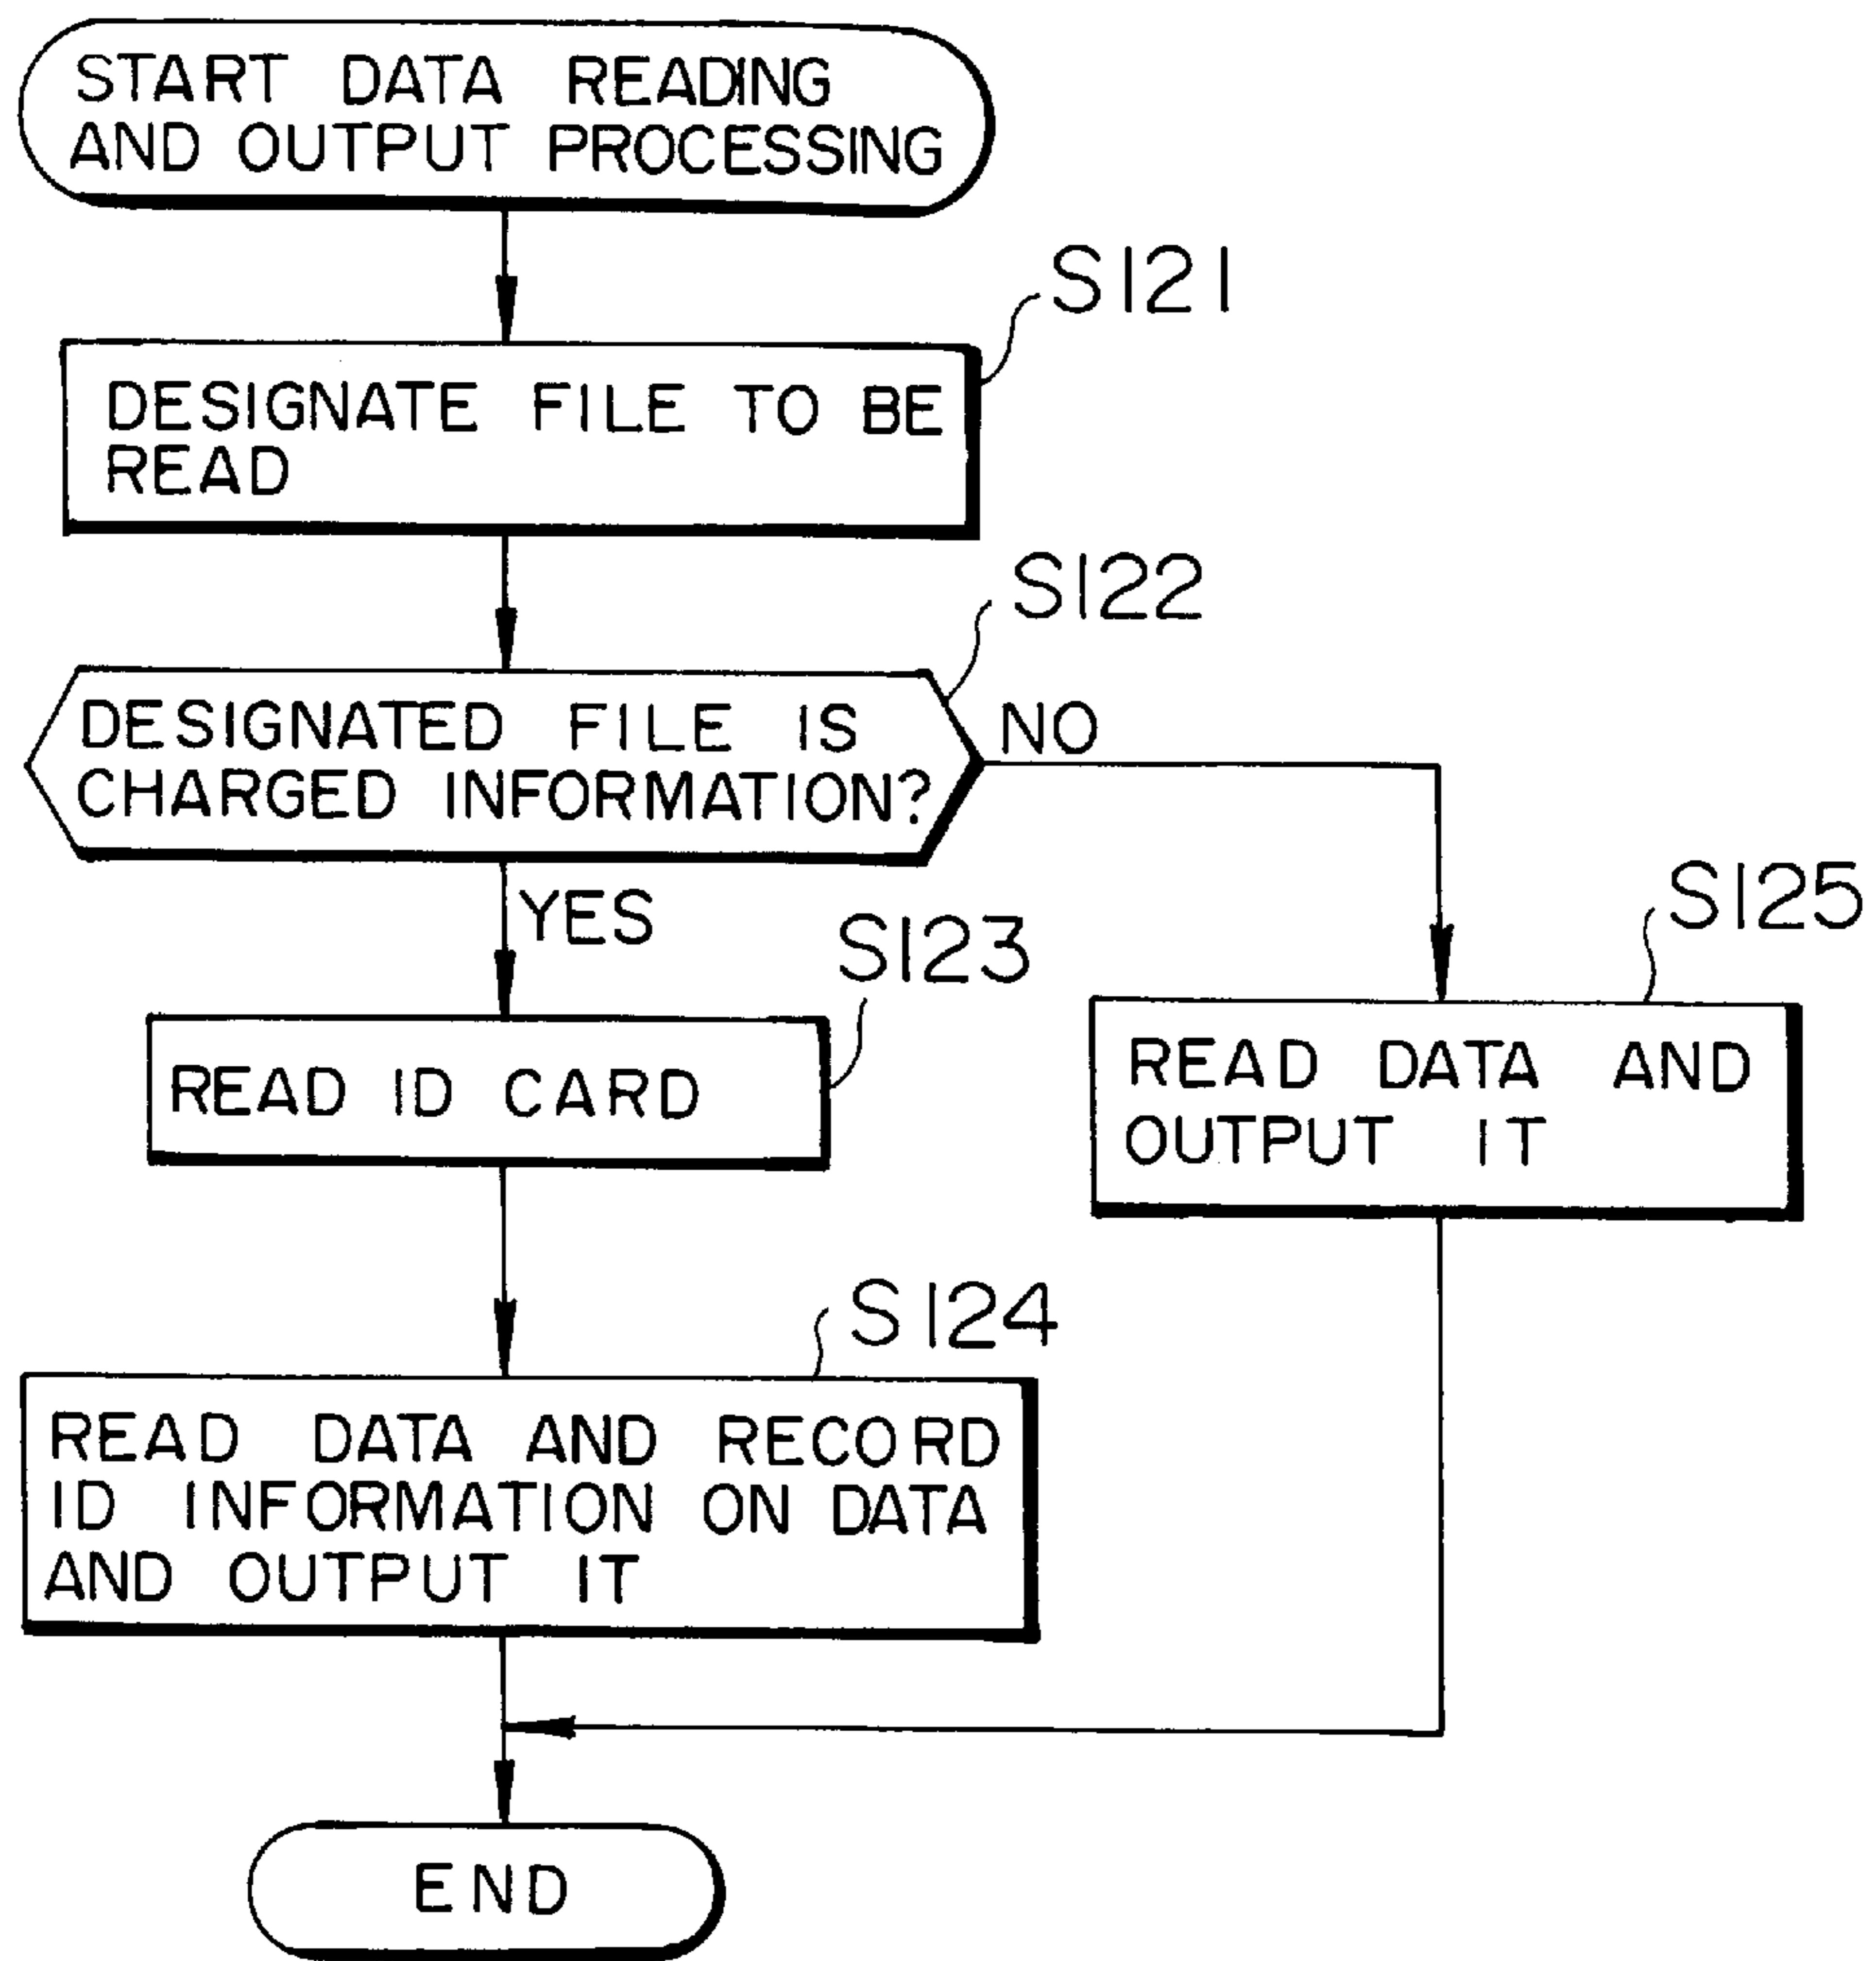 START DATA READING
AND OUTPUT PROCESSING
S121
DESIGNATE FILE TO BE
READ
S122
DESIGNATED FILE IS
CHARGED INFORMATION?
NO
YES
S123
READ ID CARD
S125
READ DATA AND
OUTPUT IT
S124
READ DATA AND RECORD
ID INFORMATION ON DATA
AND OUTPUT IT
END